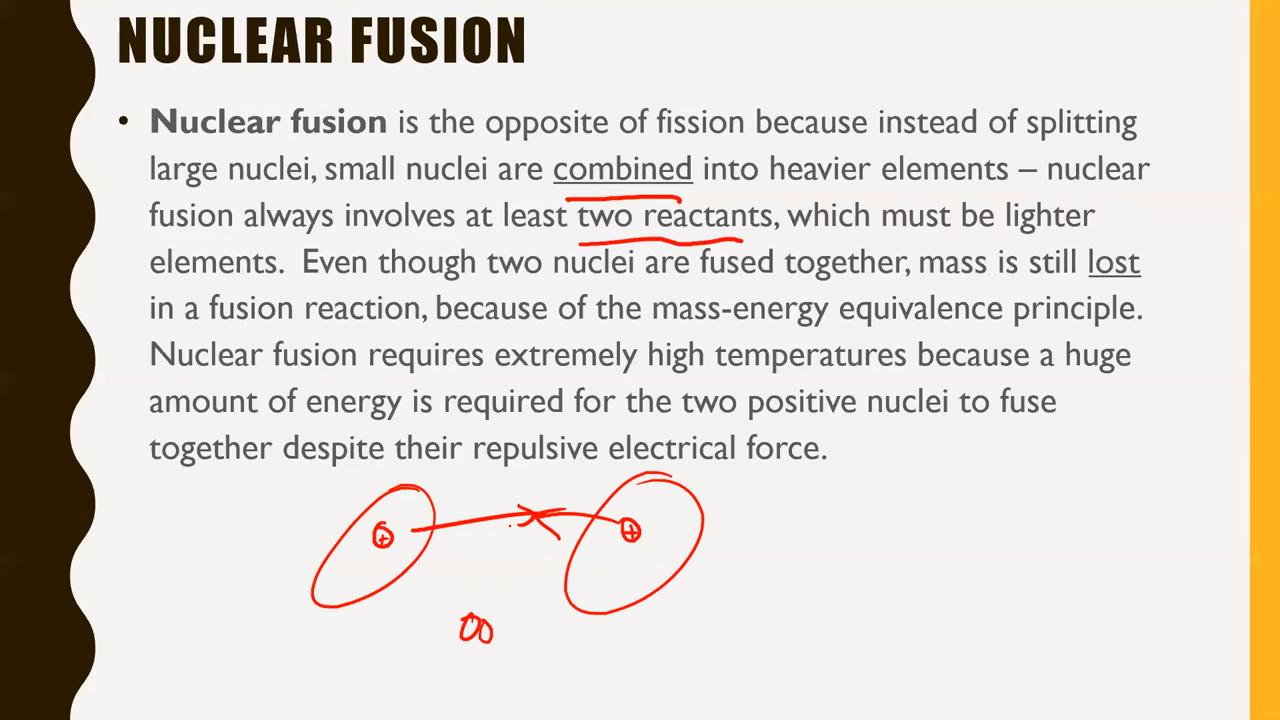 NUCLEAR FUSION
• Nuclear fusion is the opposite of fission because instead of splitting
large nuclei, small nuclei are combined into heavier elements – nuclear
fusion always involves at least two reactants, which must be lighter
elements. Even though two nuclei are fused together, mass is still lost
in a fusion reaction, because of the mass-energy equivalence principle.
Nuclear fusion requires extremely high temperatures because a huge
amount of energy is required for the two positive nuclei to fuse
together despite their repulsive electrical force.
+ +